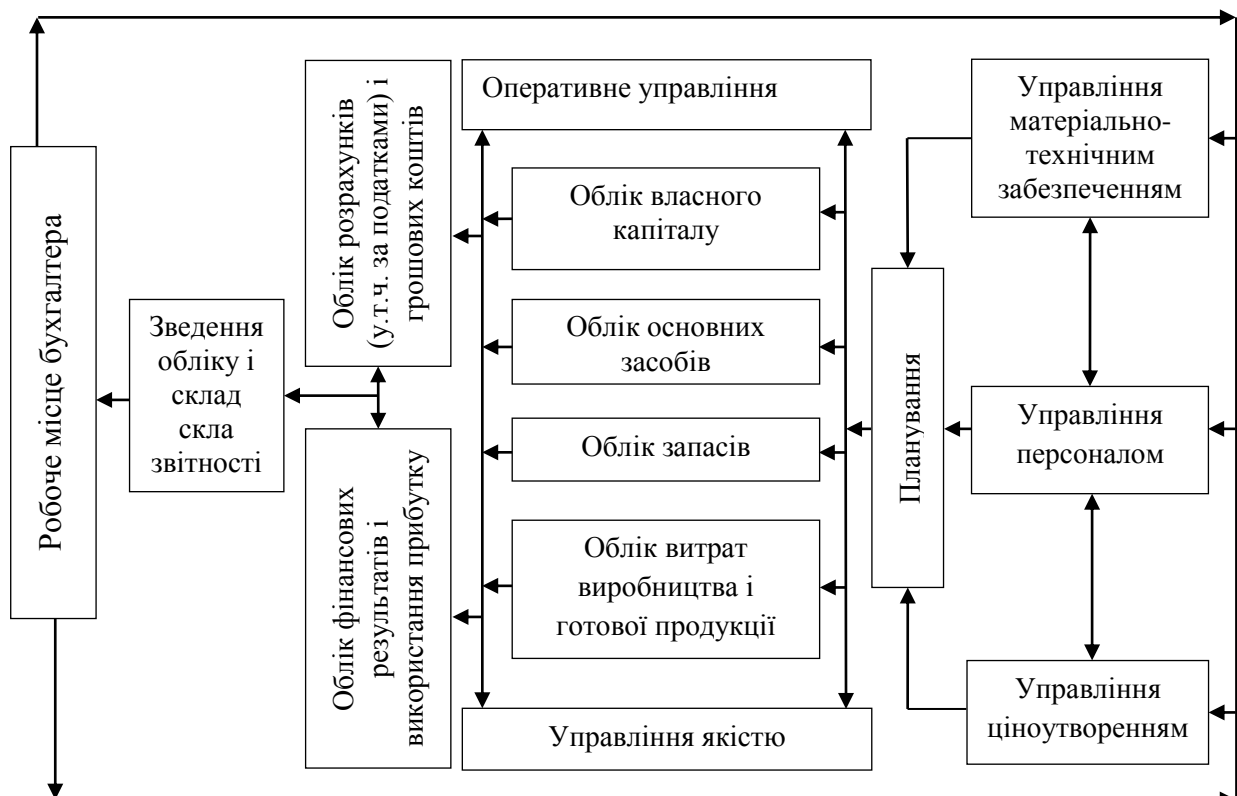 Робоче місце бухгалтера
Зведення
обліку і
склад
скла
звітності
Облік розрахунків
(у.т.ч. за податками) і
грошових коштів
Облік фінансових
результатів і
використання прибутку
Оперативне управління
Облік власного
капіталу
Облік основних
засобів
Облік запасів
Облік витрат
виробництва і
готової продукції
Управління якістю
Планування
Управління
матеріально-
технічним
забезпеченням
Управління
персоналом
Управління
ціноутворенням